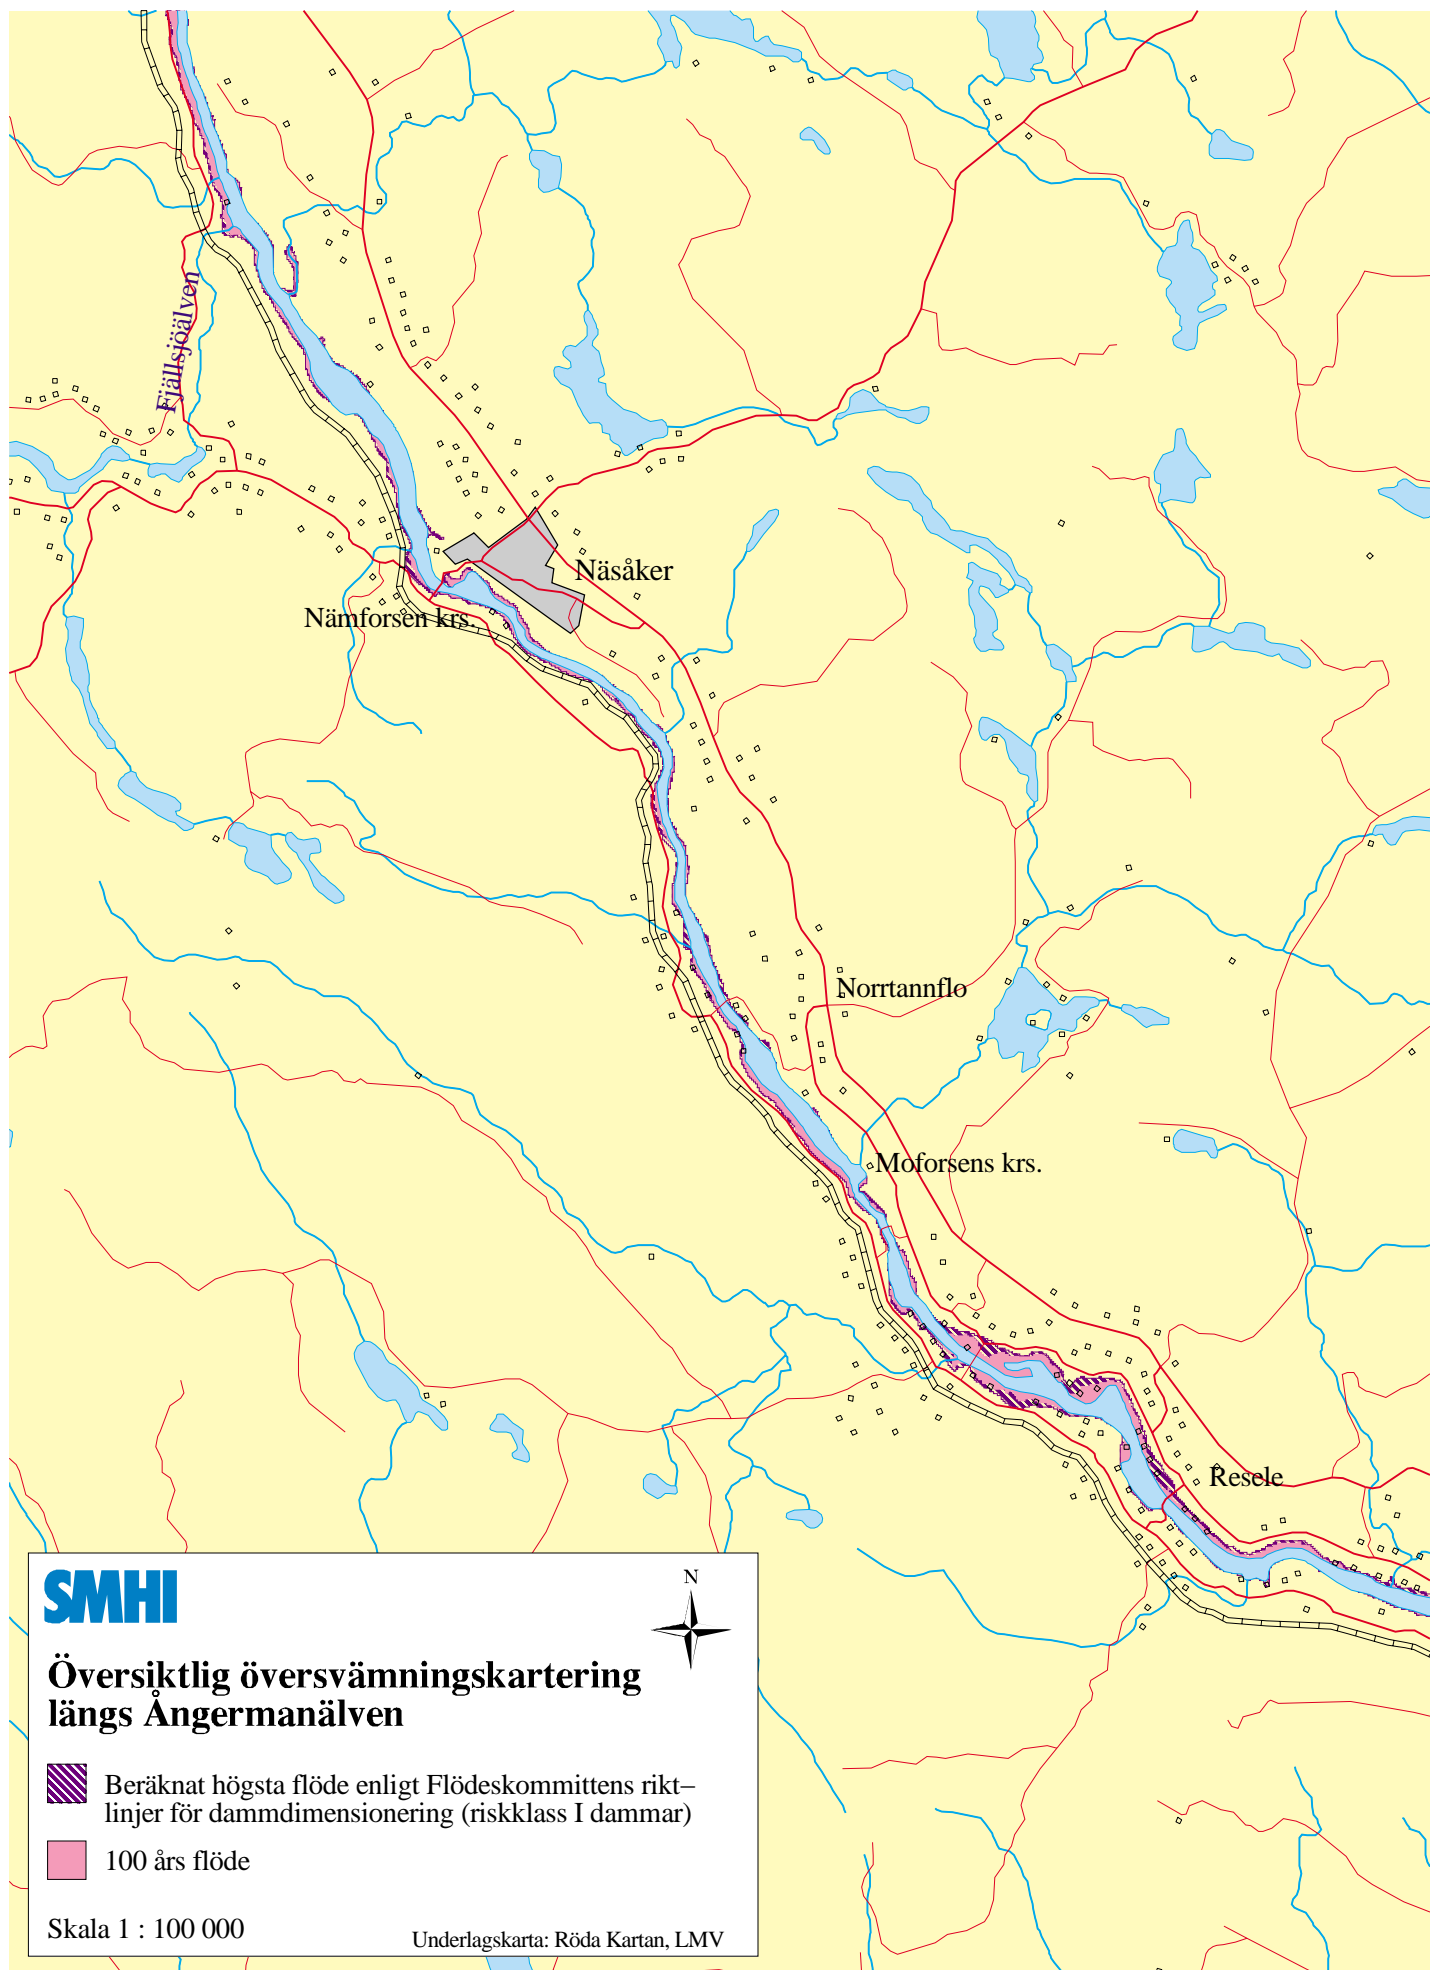 Fjällsjöälven
Näsåker
Nämforsen krs.
Norrtannflo
Moforsens krs.
Resele
SMHI
N
Översiktlig översvämningskartering
längs Ångermanälven
Beräknat högsta flöde enligt Flödeskommittens rikt–
linjer för dammdimensionering (riskklass I dammar)
100 års flöde
Skala 1 : 100 000
Underlagskarta: Röda Kartan, LMV